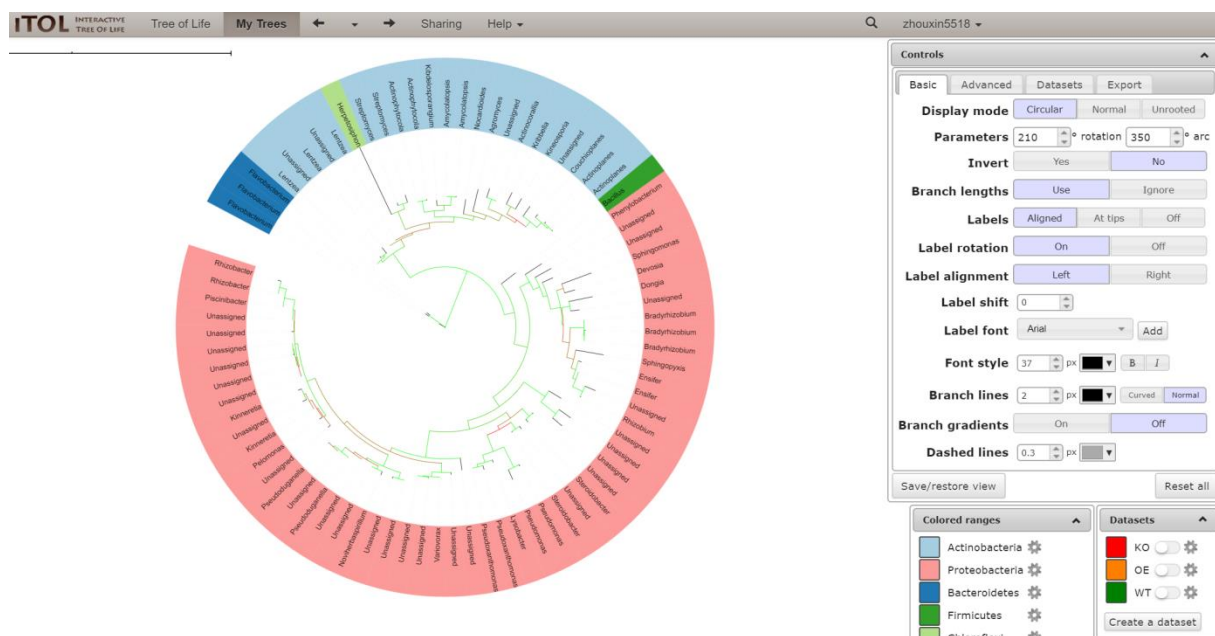 iTOL INTERACTIVE TREE OF LIFE Tree of Life My Trees Sharing Help zhouxin5518
Controls
Basic Advanced Datasets Export
Display mode Circular Normal Unrooted
Parameters 210 ° rotation 350 ° arc
Invert Yes No
Branch lengths Use Ignore
Labels Aligned At tips Off
Label rotation On Off
Label alignment Left Right
Label shift 0
Label font Arial Add
Font style 37 px B I
Branch lines 2 px Curved Normal
Branch gradients On Off
Dashed lines 0.3 px
Save/restore view Reset all
Colored ranges Datasets
Actinobacteria KO
Proteobacteria OE
Bacteroidetes WT
Firmicutes Create a dataset
Chloroflexi
Flavobacterium
Flavobacterium
Flavobacterium
Lentzea
Unassigned
Lentzea
Unassigned
Lentzea
Herpetosiphon
Streptomyces
Streptomyces
Actinophytocola
Actinophytocola
Kibdelosporangium
Amycolatopsis
Amycolatopsis
Nocardioides
Agromyces
Unassigned
Actinocorallia
Kribbella
Kineosporia
Unassigned
Couchioplanes
Actinoplanes
Actinoplanes
Bacillus
Phenylobacterium
Unassigned
Unassigned
Sphingomonas
Devosia
Dongia
Unassigned
Bradyrhizobium
Bradyrhizobium
Bradyrhizobium
Sphingopyxis
Ensifer
Ensifer
Unassigned
Rhizobium
Unassigned
Unassigned
Unassigned
Unassigned
Steroidobacter
Steroidobacter
Pseudomonas
Pseudomonas
Lysobacter
Pseudoxanthomonas
Pseudoxanthomonas
Unassigned
Unassigned
Variovorax
Unassigned
Unassigned
Unassigned
Noviherbaspirillum
Unassigned
Unassigned
Pseudoduganella
Unassigned
Pseudoduganella
Unassigned
Pelomonas
Kinneretia
Unassigned
Kinneretia
Unassigned
Unassigned
Unassigned
Unassigned
Unassigned
Piscinibacter
Rhizobacter
Rhizobacter